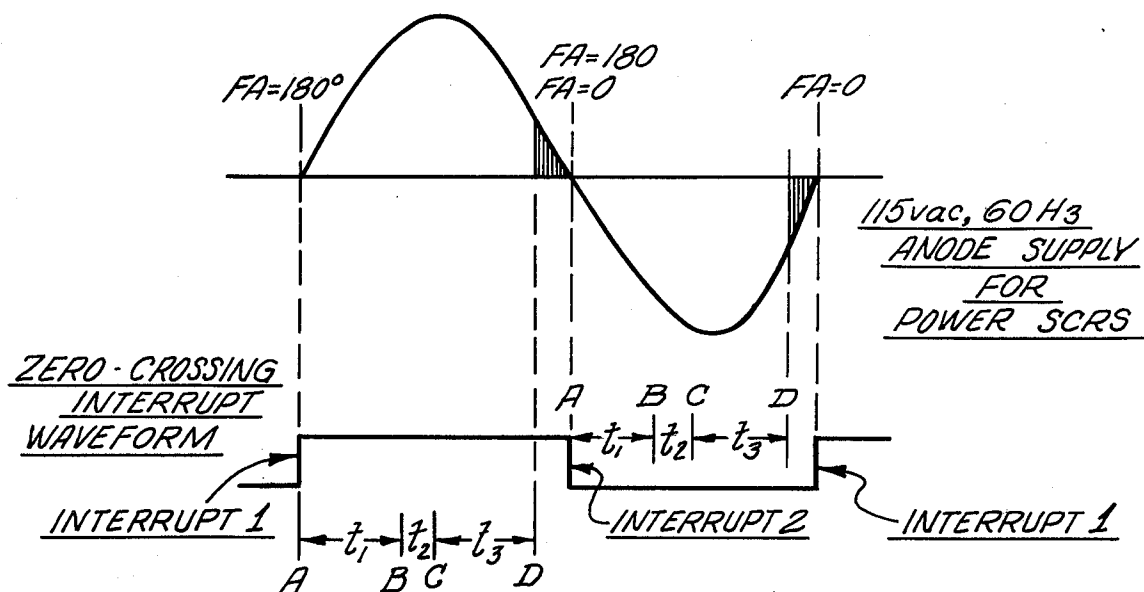 FA=180
FA=180°
FA=0
FA=0
115vac, 60 Hz
ANODE SUPPLY
FOR
POWER SCRS
ZERO-CROSSING
INTERRUPT
WAVEFORM
A B C D
t1 t2 t3
INTERRUPT 1
INTERRUPT 2
INTERRUPT 1
t1 t2 t3
A B C D